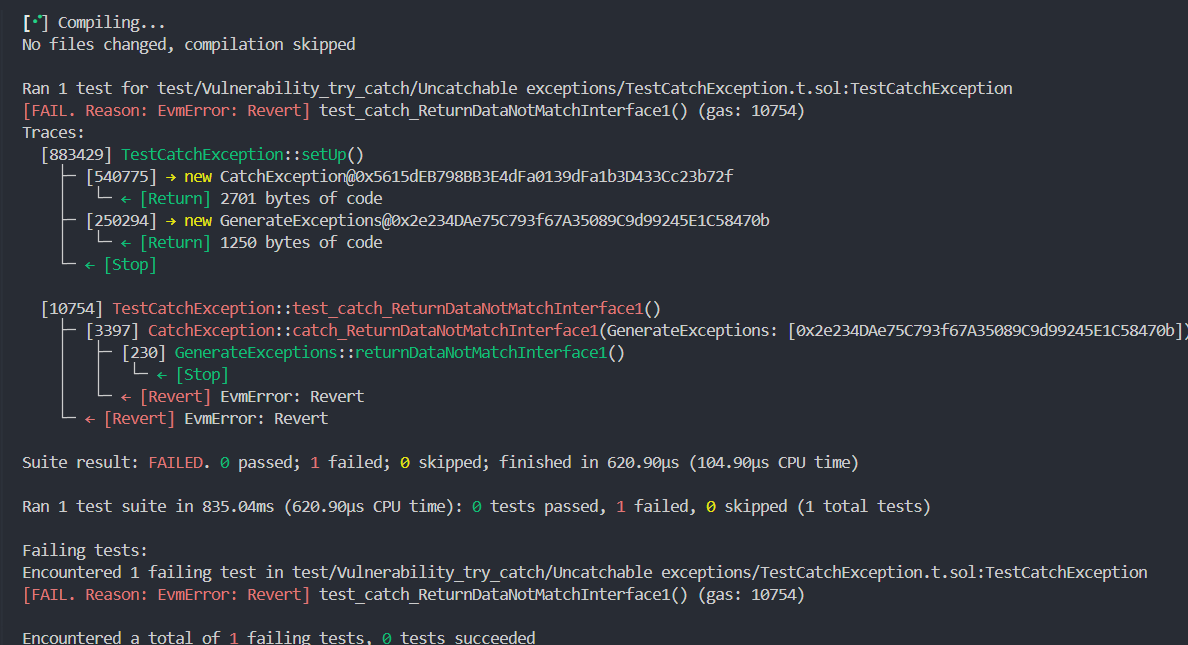 [⠊] Compiling...
No files changed, compilation skipped

Ran 1 test for test/Vulnerability_try_catch/Uncatchable exceptions/TestCatchException.t.sol:TestCatchException
[FAIL. Reason: EvmError: Revert] test_catch_ReturnDataNotMatchInterface1() (gas: 10754)
Traces:
  [883429] TestCatchException::setUp()
    ├─ [540775] → new CatchException@0x5615dEB798BB3E4dFa0139dFa1b3D433Cc23b72f
    │   └─ ← [Return] 2701 bytes of code
    ├─ [250294] → new GenerateExceptions@0x2e234DAe75C793f67A35089C9d99245E1C58470b
    │   └─ ← [Return] 1250 bytes of code
    └─ ← [Stop]

  [10754] TestCatchException::test_catch_ReturnDataNotMatchInterface1()
    ├─ [3397] CatchException::catch_ReturnDataNotMatchInterface1(GenerateExceptions: [0x2e234DAe75C793f67A35089C9d99245E1C58470b])
    │   ├─ [230] GenerateExceptions::returnDataNotMatchInterface1()
    │   │   └─ ← [Stop]
    │   └─ ← [Revert] EvmError: Revert
    └─ ← [Revert] EvmError: Revert

Suite result: FAILED. 0 passed; 1 failed; 0 skipped; finished in 620.90µs (104.90µs CPU time)

Ran 1 test suite in 835.04ms (620.90µs CPU time): 0 tests passed, 1 failed, 0 skipped (1 total tests)

Failing tests:
Encountered 1 failing test in test/Vulnerability_try_catch/Uncatchable exceptions/TestCatchException.t.sol:TestCatchException
[FAIL. Reason: EvmError: Revert] test_catch_ReturnDataNotMatchInterface1() (gas: 10754)

Encountered a total of 1 failing tests, 0 tests succeeded